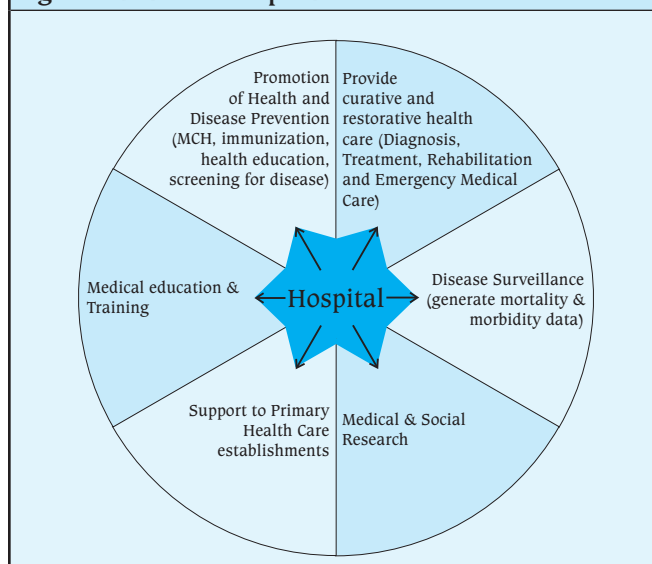 Promotion
of Health and
Disease Prevention
(MCH, immunization,
health education,
screening for disease)
Provide
curative and
restorative health
care (Diagnosis,
Treatment, Rehabilitation
and Emergency Medical
Care)
Medical education &
Training
Hospital
Disease Surveillance
(generate mortality &
morbidity data)
Support to Primary
Health Care
establishments
Medical & Social
Research